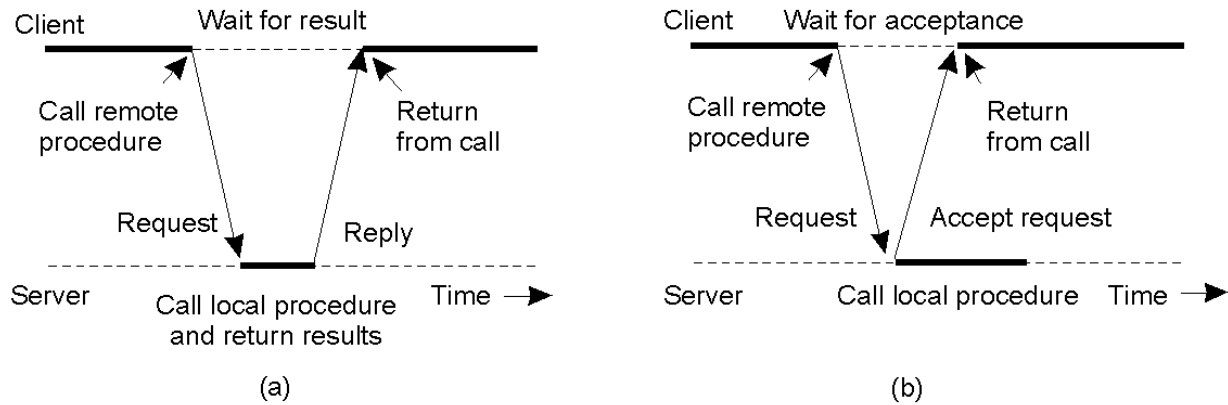 Client
Wait for result
Call remote
procedure
Return
from call
Request
Reply
Server
Call local procedure
and return results
Time
(a)
Client
Wait for acceptance
Call remote
procedure
Return
from call
Request
Accept request
Server
Call local procedure
Time
(b)